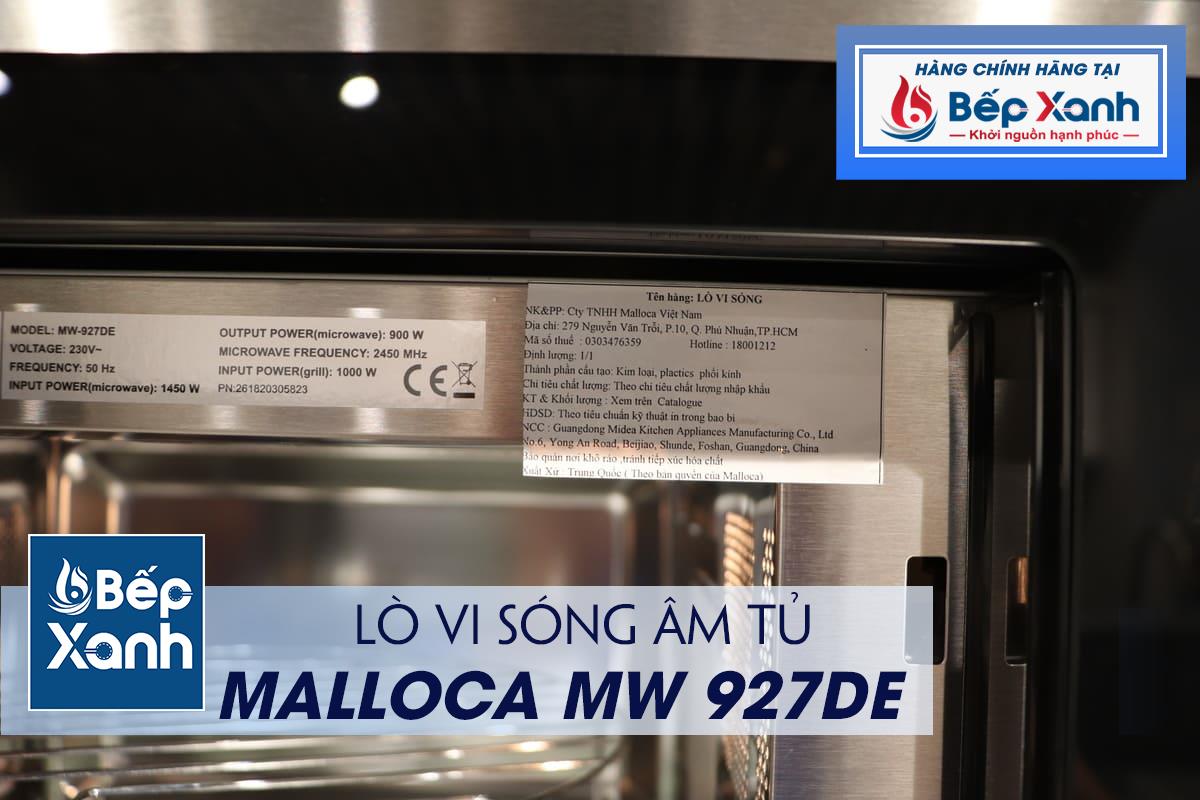 HÀNG CHÍNH HÃNG TẠI
Bếp Xanh
Khởi nguồn hạnh phúc
MODEL: MW-927DE
VOLTAGE: 230V~
FREQUENCY: 50 Hz
INPUT POWER(microwave): 1450 W
OUTPUT POWER(microwave): 900 W
MICROWAVE FREQUENCY: 2450 MHz
INPUT POWER(grill): 1000 W
PN:261820305823
CE
Tên hàng: LÒ VI SÓNG
NK&PP: Cty TNHH Malloca Việt Nam
Địa chỉ: 279 Nguyễn Văn Trỗi, P.10, Q. Phú Nhuận,TP.HCM
Mã số thuế : 0303476359 Hotline : 18001212
Định lượng: 1/1
Thành phần cấu tạo: Kim loại, plactics phối kính
Chỉ tiêu chất lượng: Theo chỉ tiêu chất lượng nhập khẩu
KT & Khối lượng : Xem trên Catalogue
HDSD: Theo tiêu chuẩn kỹ thuật in trong bao bì
NCC : Guangdong Midea Kitchen Appliances Manufacturing Co., Ltd
No.6, Yong An Road, Beijiao, Shunde, Foshan, Guangdong, China
Bảo quản nơi khô ráo ,tránh tiếp xúc hóa chất
Xuất Xứ : Trung Quốc ( Theo bản quyền của Malloca)
Bếp
Xanh
LÒ VI SÓNG ÂM TỦ
MALLOCA MW 927DE